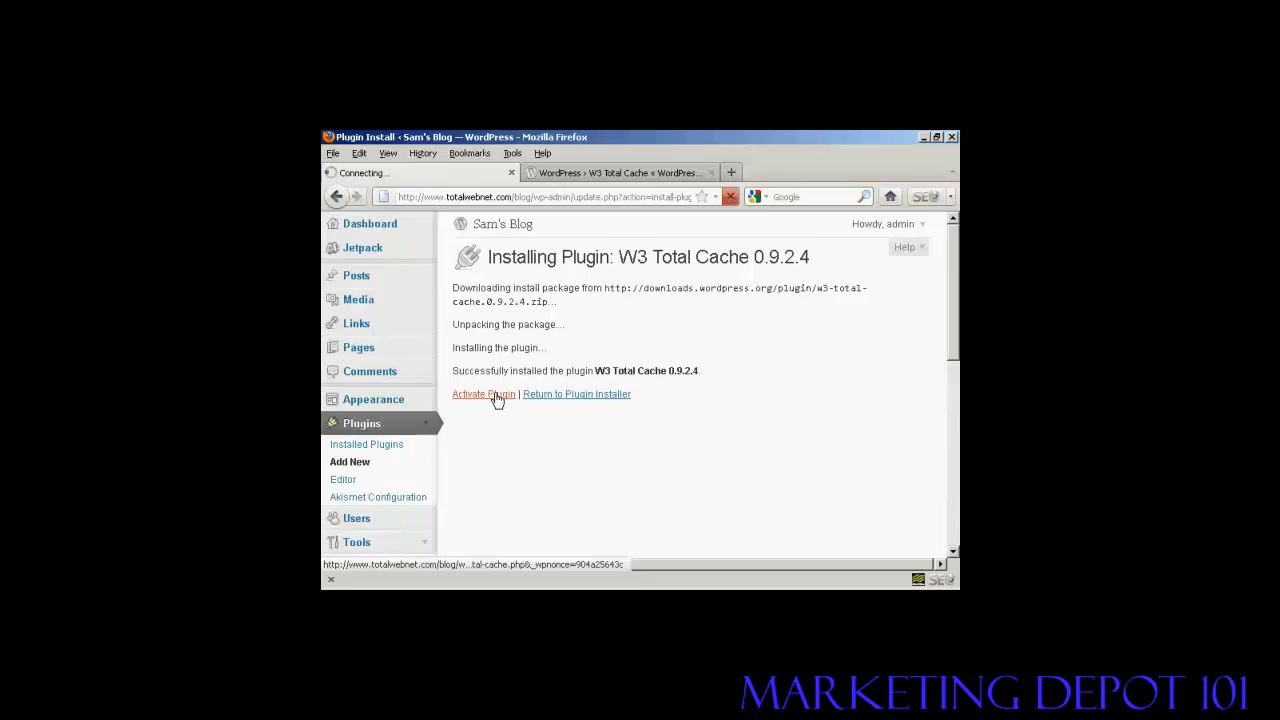 Plugin Install ‹ Sam's Blog — WordPress - Mozilla Firefox
File Edit View History Bookmarks Tools Help
Connecting...
WordPress › W3 Total Cache « WordPres...
http://www.totalwebnet.com/blog/wp-admin/update.php?action=install-plug
Google
SEO
Dashboard
Jetpack
Posts
Media
Links
Pages
Comments
Appearance
Plugins
Installed Plugins
Add New
Editor
Akismet Configuration
Users
Tools
Sam's Blog
Howdy, admin
Help
Installing Plugin: W3 Total Cache 0.9.2.4
Downloading install package from http://downloads.wordpress.org/plugin/w3-total-
cache.0.9.2.4.zip…
Unpacking the package…
Installing the plugin…
Successfully installed the plugin W3 Total Cache 0.9.2.4.
Activate Plugin | Return to Plugin Installer
http://www.totalwebnet.com/blog/w...tal-cache.php&_wpnonce=904a25643c
SEO
MARKETING DEPOT 101